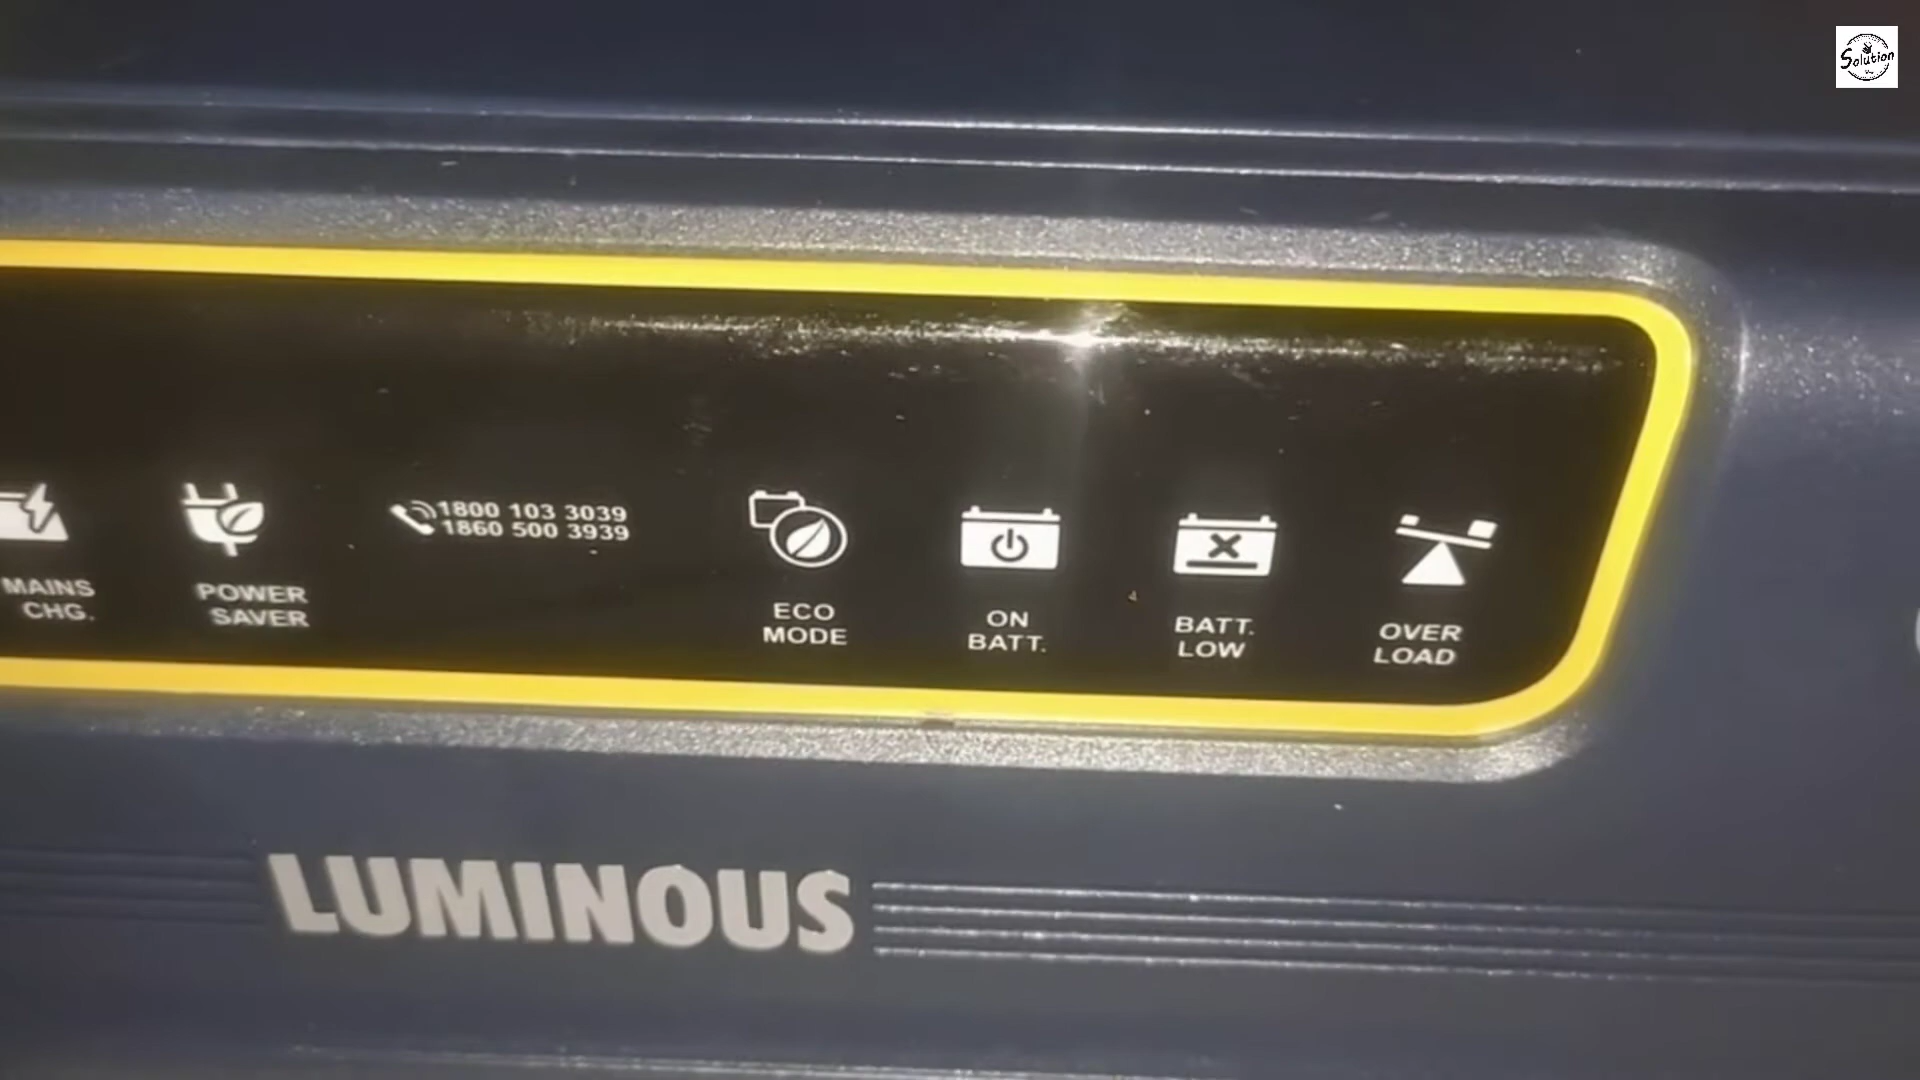 Solution
1800 103 3039
1860 500 3939
MAINS
CHG.
POWER
SAVER
ECO
MODE
ON
BATT.
BATT.
LOW
OVER
LOAD
LUMINOUS